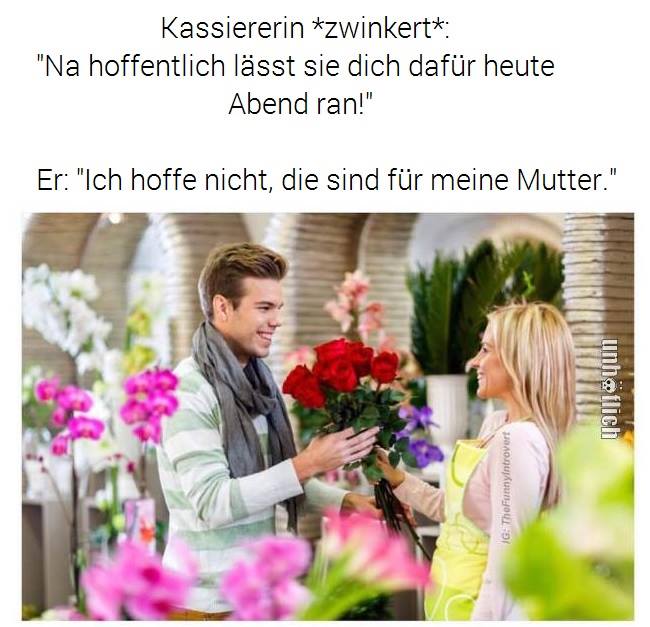 Kassiererin *zwinkert*:
"Na hoffentlich lässt sie dich dafür heute
Abend ran!"
Er: "Ich hoffe nicht, die sind für meine Mutter."
unhöflich
IG: TheFunnyIntrovert